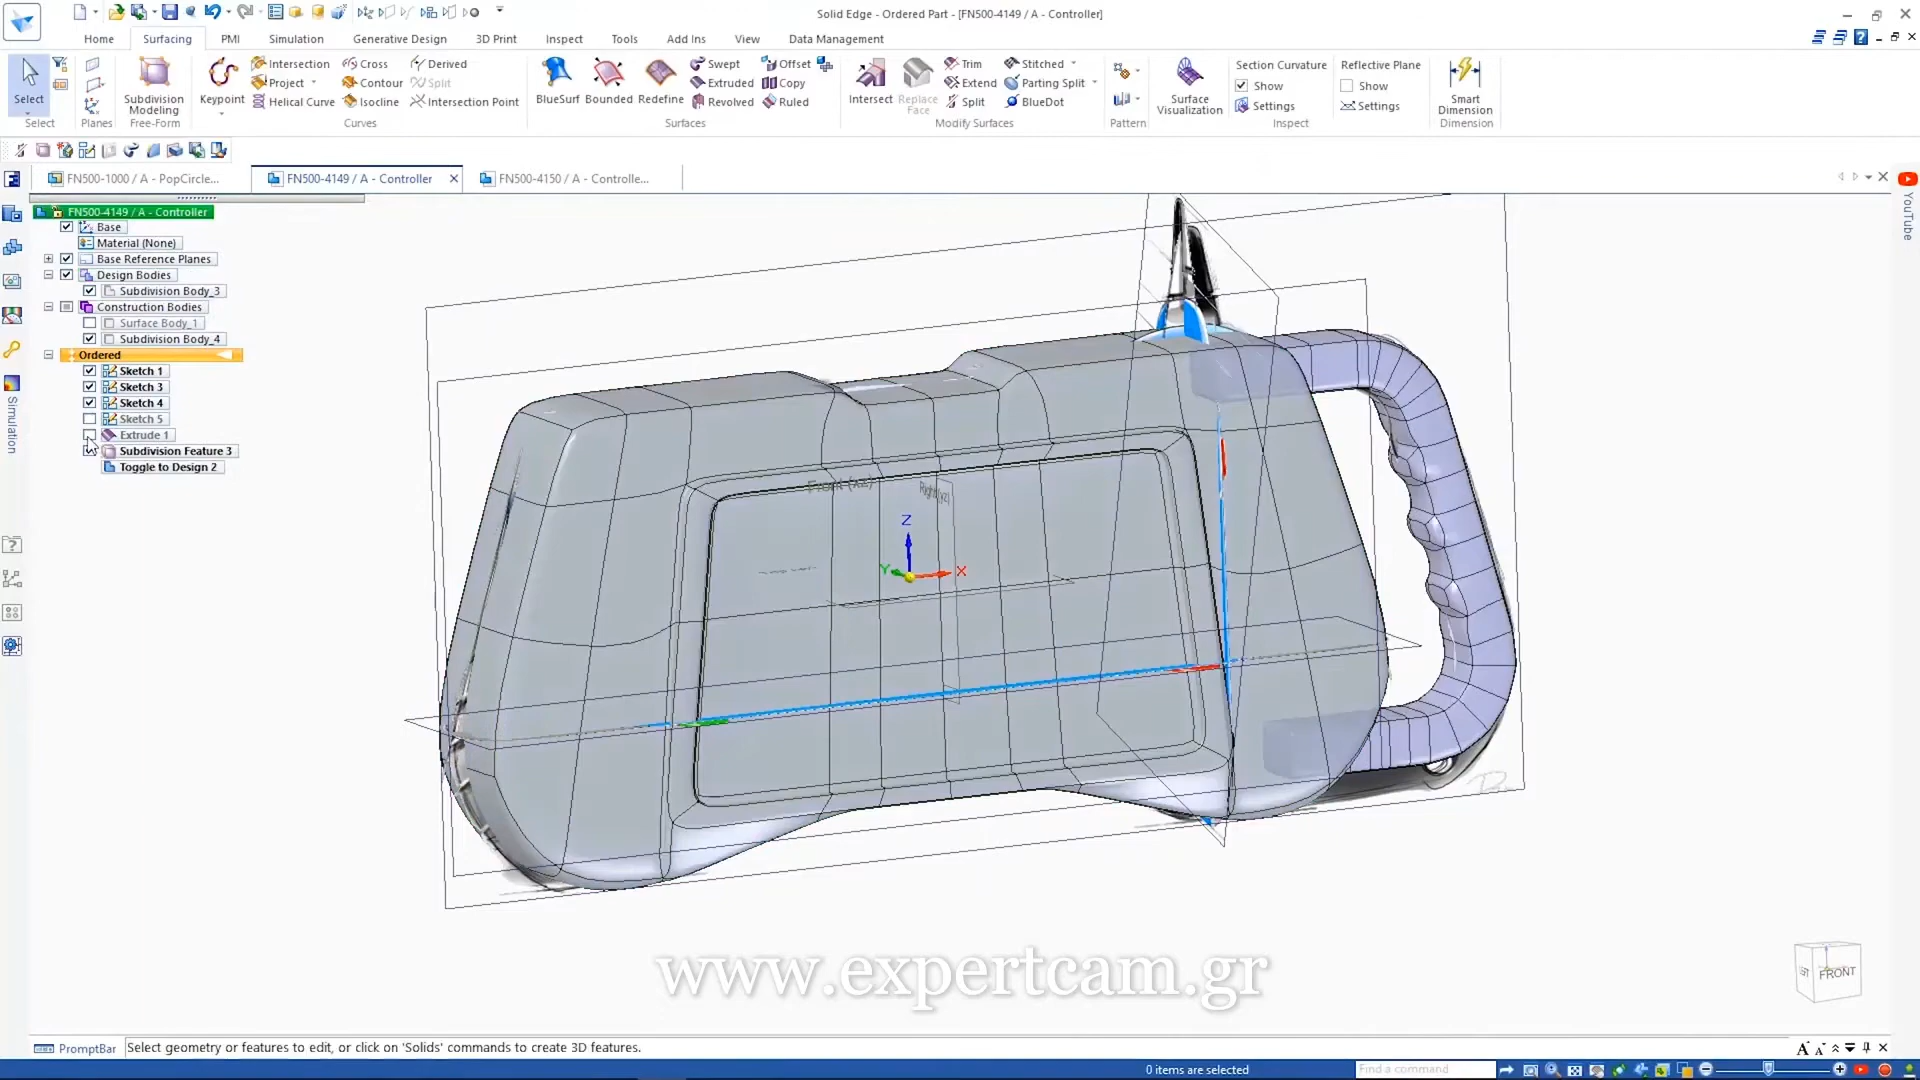 Solid Edge - Ordered Part - [FN500-4149 / A - Controller]
Home Surfacing PMI Simulation Generative Design 3D Print Inspect Tools Add Ins View Data Management
Select
Select
Planes
Subdivision Modeling
Free-Form
Keypoint
Intersection
Project
Helical Curve
Cross
Contour
Isocline
Derived
Split
Intersection Point
Curves
BlueSurf
Bounded
Redefine
Swept
Extruded
Revolved
Offset
Copy
Ruled
Surfaces
Intersect
Replace Face
Trim
Extend
Split
Stitched
Parting Split
BlueDot
Modify Surfaces
Pattern
Surface Visualization
Section Curvature
Show
Settings
Inspect
Reflective Plane
Show
Settings
Smart Dimension
Dimension
FN500-1000 / A - PopCircle...
FN500-4149 / A - Controller
FN500-4150 / A - Controlle...
YouTube
Simulation
FN500-4149 / A - Controller
Base
Material (None)
Base Reference Planes
Design Bodies
Subdivision Body_3
Construction Bodies
Surface Body_1
Subdivision Body_4
Ordered
Sketch 1
Sketch 3
Sketch 4
Sketch 5
Extrude 1
Subdivision Feature 3
Toggle to Design 2
Front (xz)
Right (yz)
Z
Y
X
FRONT
www.expertcam.gr
PromptBar
Select geometry or features to edit, or click on 'Solids' commands to create 3D features.
0 items are selected
Find a command